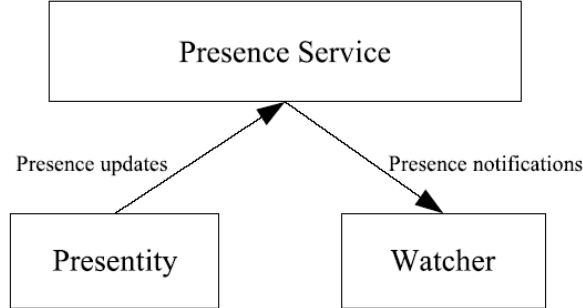 Presence Service
Presence updates
Presence notifications
Presentity
Watcher